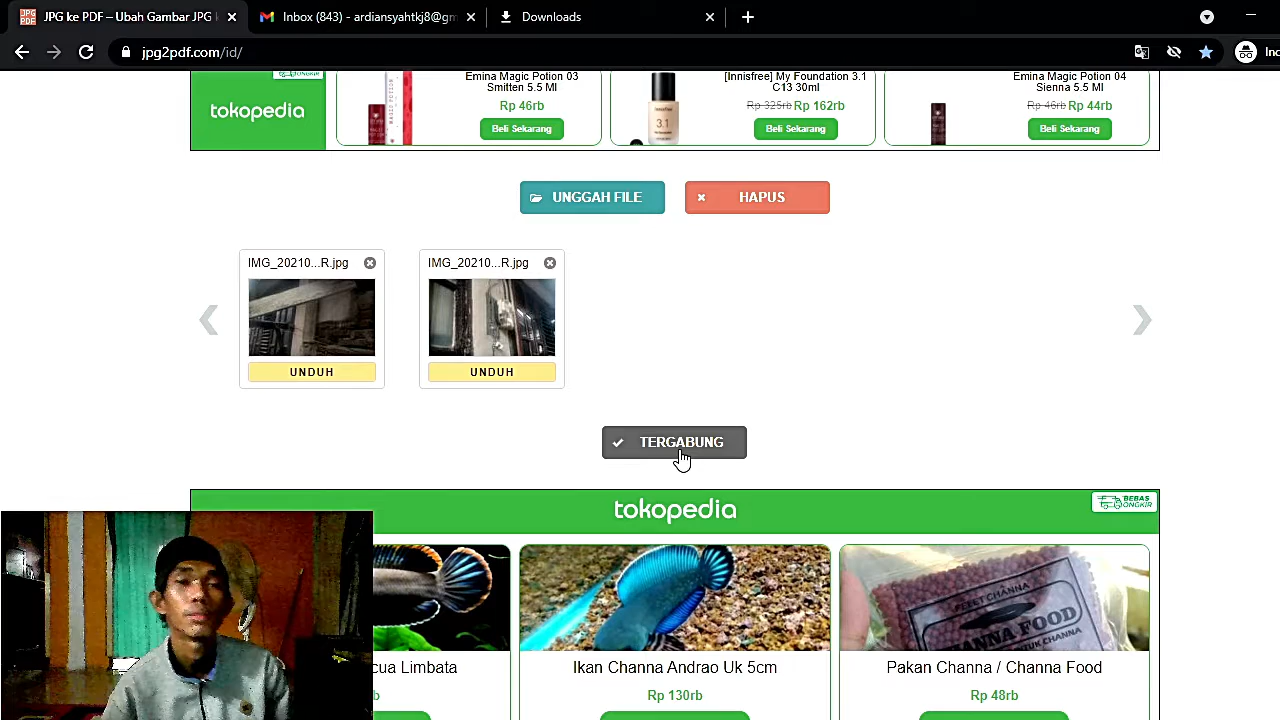 JPG ke PDF – Ubah Gambar JPG
Inbox (843) - ardiansyahtkj8@gm
Downloads
jpg2pdf.com/id/
tokopedia
Emina Magic Potion 03
Smitten 5.5 Ml
Rp 46rb
Beli Sekarang
[Innisfree] My Foundation 3.1
C13 30ml
Rp 325rb Rp 162rb
Beli Sekarang
Emina Magic Potion 04
Sienna 5.5 Ml
Rp 46rb Rp 44rb
Beli Sekarang
UNGGAH FILE
HAPUS
IMG_20210...R.jpg
UNDUH
IMG_20210...R.jpg
UNDUH
TERGABUNG
tokopedia
BEBAS
ONGKIR
cua Limbata
b
Ikan Channa Andrao Uk 5cm
Rp 130rb
Pakan Channa / Channa Food
Rp 48rb